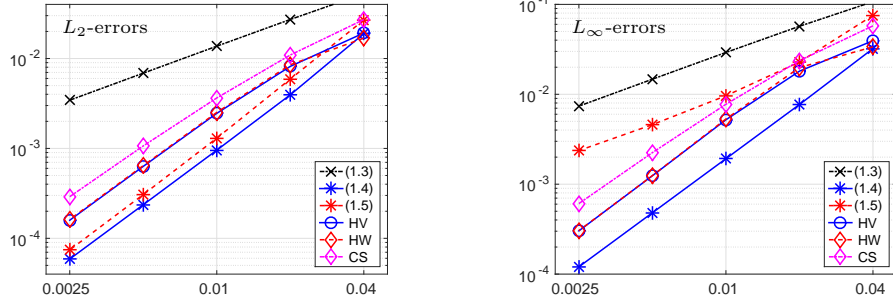 L₂-errors
10⁻²
10⁻³
10⁻⁴
0.0025
0.01
0.04
(1.3)
(1.4)
(1.5)
HV
HW
CS
L∞-errors
10⁻¹
10⁻²
10⁻³
10⁻⁴
0.0025
0.01
0.04
(1.3)
(1.4)
(1.5)
HV
HW
CS